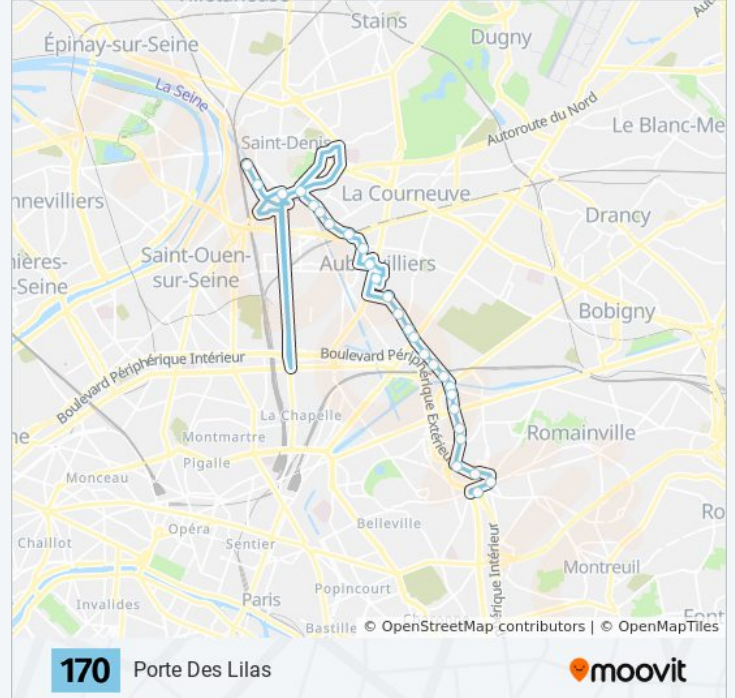 Stains
Épinay-sur-Seine
Dugny
La Seine
Autoroute du Nord
Le Blanc-Me
Saint-Denis
La Courneuve
nnevilliers
Drancy
Saint-Ouen-
sur-Seine
nières-
-Seine
Bobigny
Boulevard Périphérique Intérieur
Boulevard Périphérique Extérieur
La Chapelle
ne
Montmartre
Romainville
Pigalle
Monceau
Ro
Belleville
Opéra
Chaillot
Sentier
Montreuil
Popincourt
Invalides
Paris
érique Intérieur
Bastille
Font
© OpenStreetMap contributors | © OpenMapTiles
170 Porte Des Lilas
moovit